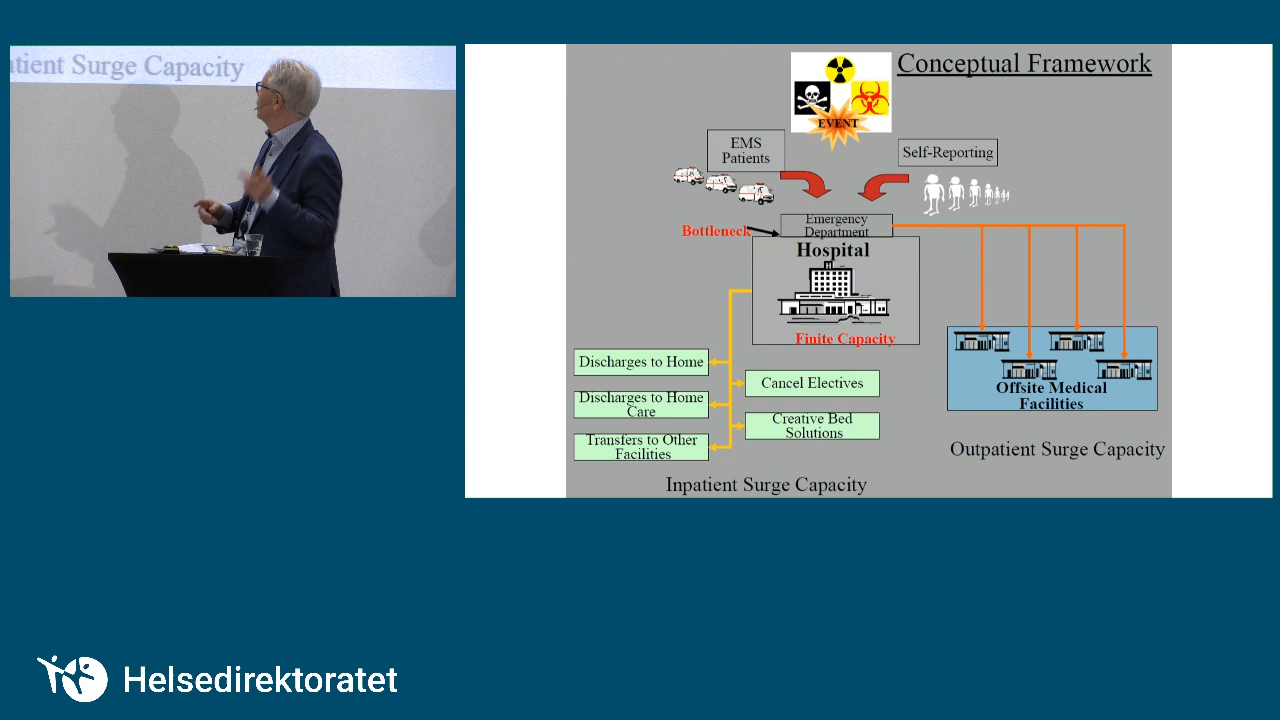 tient Surge Capacity
Conceptual Framework
EVENT
EMS
Patients
Self-Reporting
Emergency
Department
Bottleneck
Hospital
Finite Capacity
Discharges to Home
Cancel Electives
Discharges to Home
Care
Creative Bed
Solutions
Transfers to Other
Facilities
Offsite Medical
Facilities
Outpatient Surge Capacity
Inpatient Surge Capacity
Helsedirektoratet